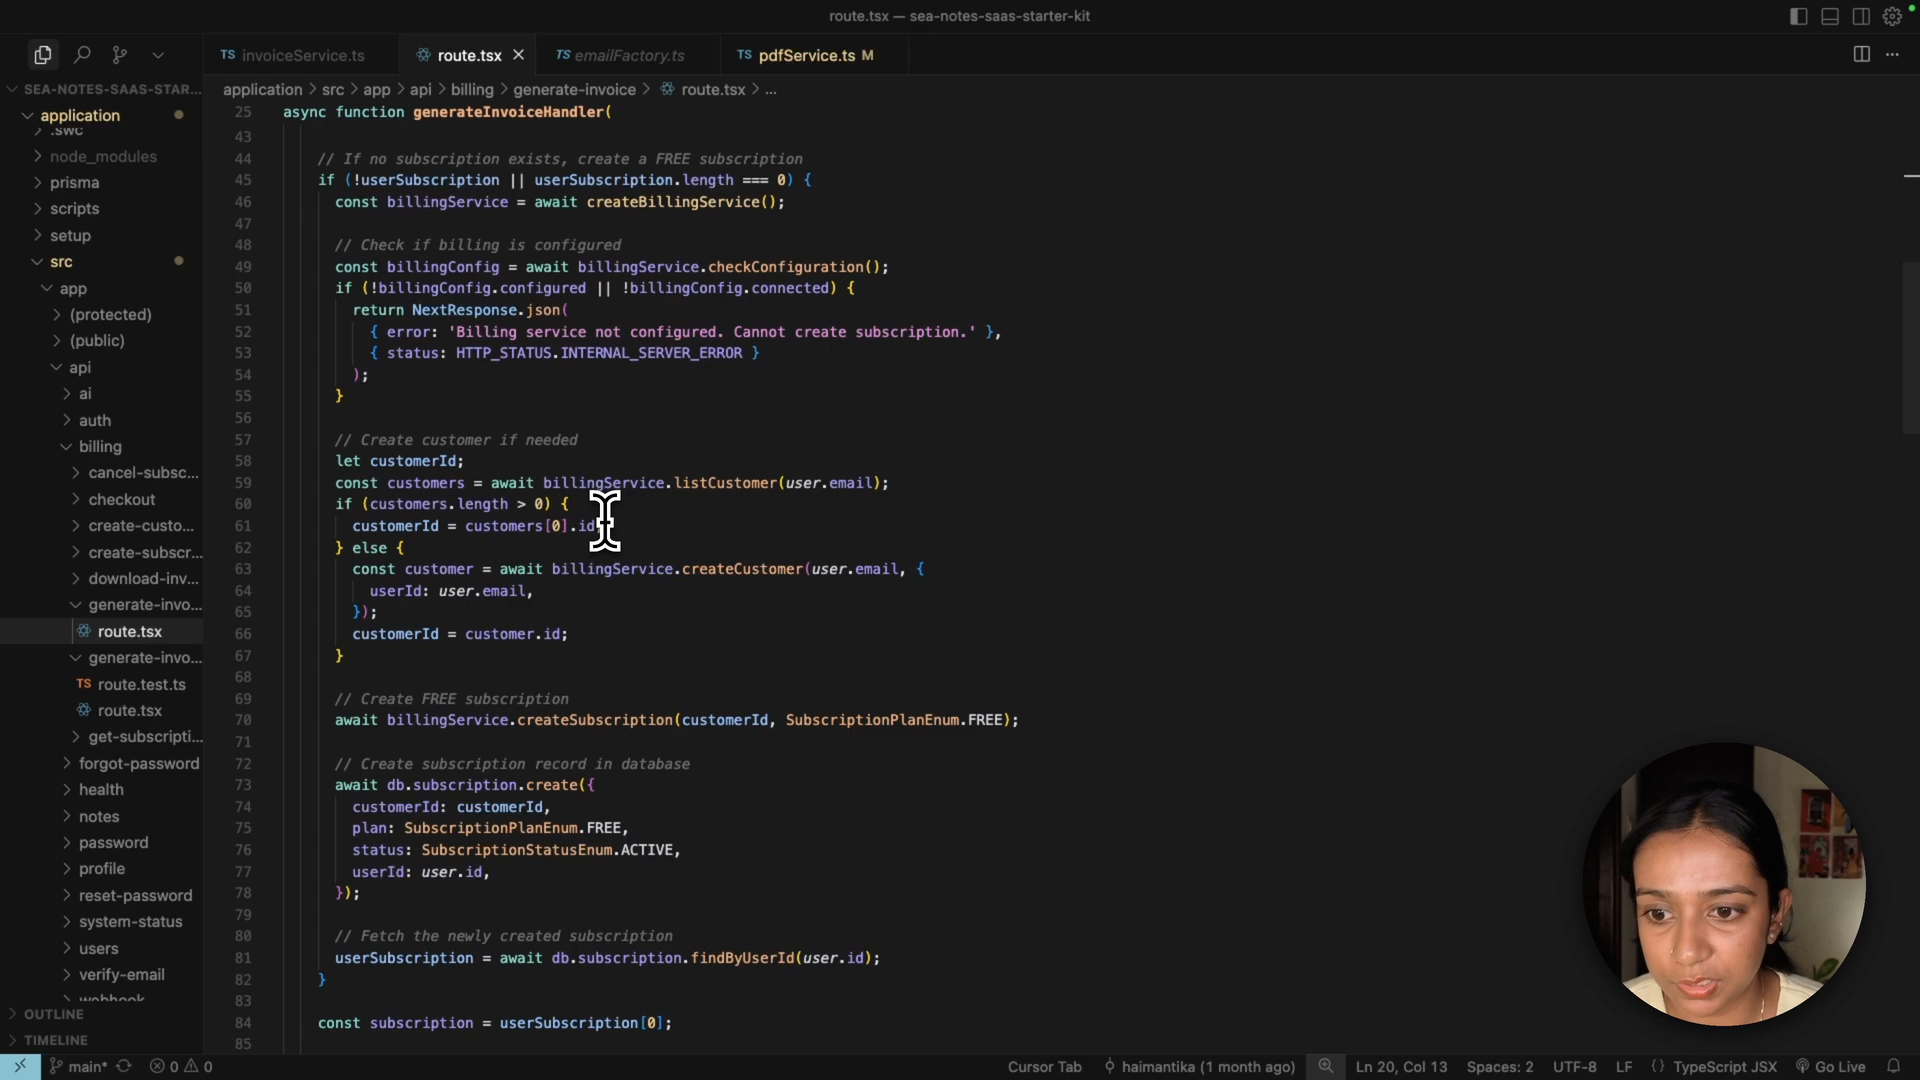 route.tsx — sea-notes-saas-starter-kit
TS invoiceService.ts
route.tsx
TS emailFactory.ts
TS pdfService.ts M
application > src > app > api > billing > generate-invoice > route.tsx > ...
SEA-NOTES-SAAS-STAR...
application
.swc
node_modules
prisma
scripts
setup
src
app
(protected)
(public)
api
ai
auth
billing
cancel-subsc...
checkout
create-custo...
create-subscr...
download-inv...
generate-invo...
route.tsx
generate-invo...
TS route.test.ts
route.tsx
get-subscripti...
forgot-password
health
notes
password
profile
reset-password
system-status
users
verify-email
webhook
OUTLINE
TIMELINE
25 async function generateInvoiceHandler(
43
44 // If no subscription exists, create a FREE subscription
45 if (!userSubscription || userSubscription.length === 0) {
46 const billingService = await createBillingService();
47
48 // Check if billing is configured
49 const billingConfig = await billingService.checkConfiguration();
50 if (!billingConfig.configured || !billingConfig.connected) {
51 return NextResponse.json(
52 { error: 'Billing service not configured. Cannot create subscription.' },
53 { status: HTTP_STATUS.INTERNAL_SERVER_ERROR }
54 );
55 }
56
57 // Create customer if needed
58 let customerId;
59 const customers = await billingService.listCustomer(user.email);
60 if (customers.length > 0) {
61 customerId = customers[0].id;
62 } else {
63 const customer = await billingService.createCustomer(user.email, {
64 userId: user.email,
65 });
66 customerId = customer.id;
67 }
68
69 // Create FREE subscription
70 await billingService.createSubscription(customerId, SubscriptionPlanEnum.FREE);
71
72 // Create subscription record in database
73 await db.subscription.create({
74 customerId: customerId,
75 plan: SubscriptionPlanEnum.FREE,
76 status: SubscriptionStatusEnum.ACTIVE,
77 userId: user.id,
78 });
79
80 // Fetch the newly created subscription
81 userSubscription = await db.subscription.findByUserId(user.id);
82 }
83
84 const subscription = userSubscription[0];
85
main* 0 0 Cursor Tab haimantika (1 month ago) Ln 20, Col 13 Spaces: 2 UTF-8 LF {} TypeScript JSX Go Live